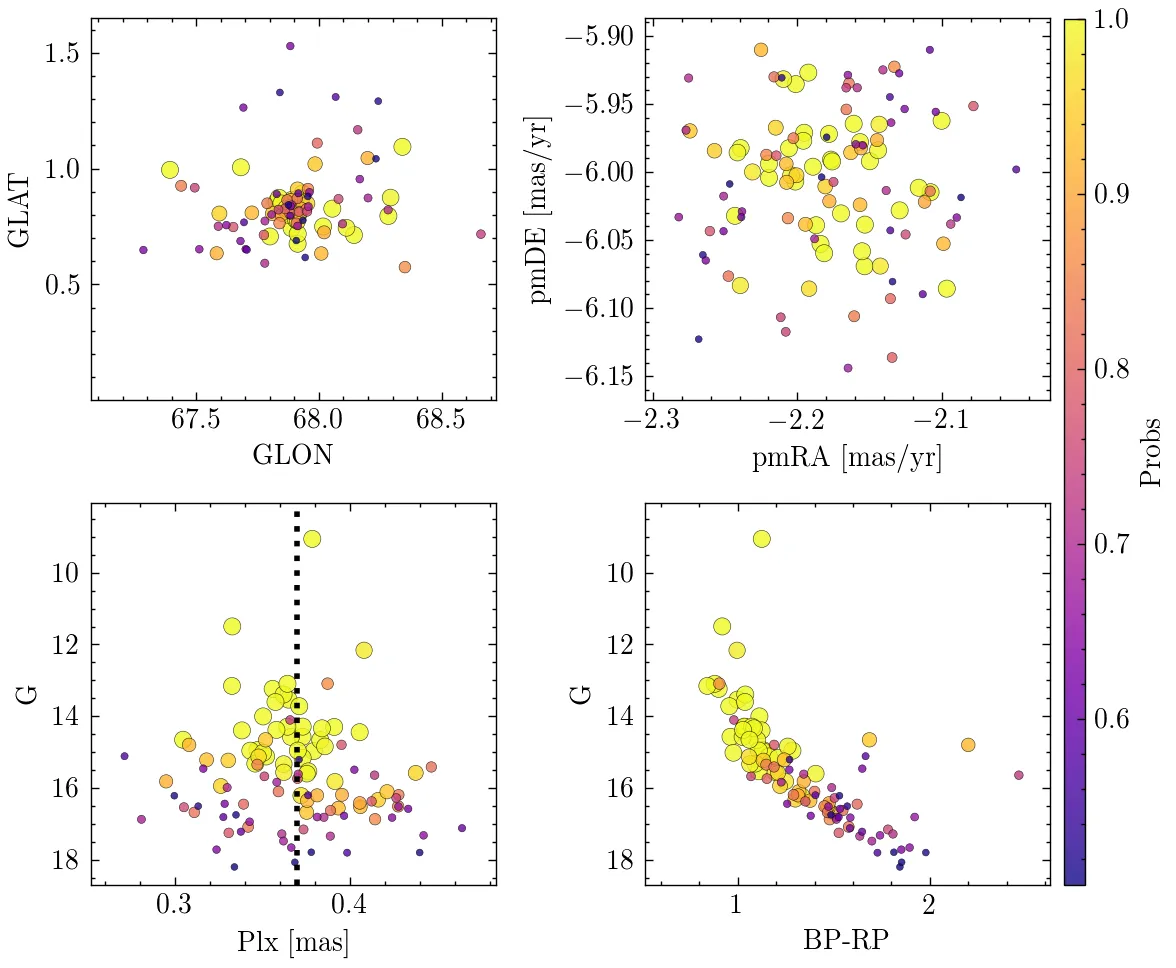 1.5
1.0
0.5
GLAT
67.5 68.0 68.5
GLON
−5.90
−5.95
−6.00
−6.05
−6.10
−6.15
pmDE [mas/yr]
−2.3 −2.2 −2.1
pmRA [mas/yr]
10
12
14
16
18
G
0.3 0.4
Plx [mas]
10
12
14
16
18
G
1 2
BP-RP
1.0
0.9
0.8
0.7
0.6
Probs